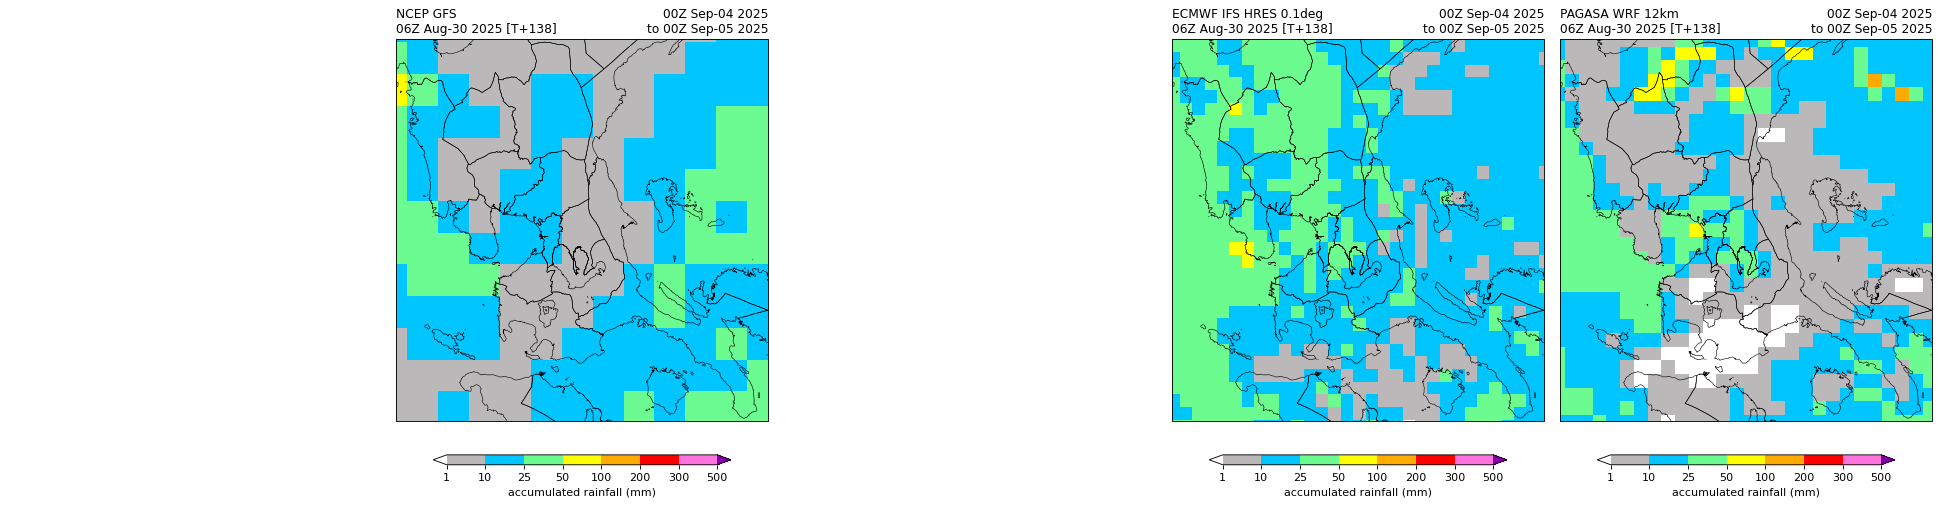 NCEP GFS 00Z Sep-04 2025
06Z Aug-30 2025 [T+138] to 00Z Sep-05 2025
1 10 25 50 100 200 300 500
accumulated rainfall (mm)
ECMWF IFS HRES 0.1deg 00Z Sep-04 2025
06Z Aug-30 2025 [T+138] to 00Z Sep-05 2025
1 10 25 50 100 200 300 500
accumulated rainfall (mm)
PAGASA WRF 12km 00Z Sep-04 2025
06Z Aug-30 2025 [T+138] to 00Z Sep-05 2025
1 10 25 50 100 200 300 500
accumulated rainfall (mm)